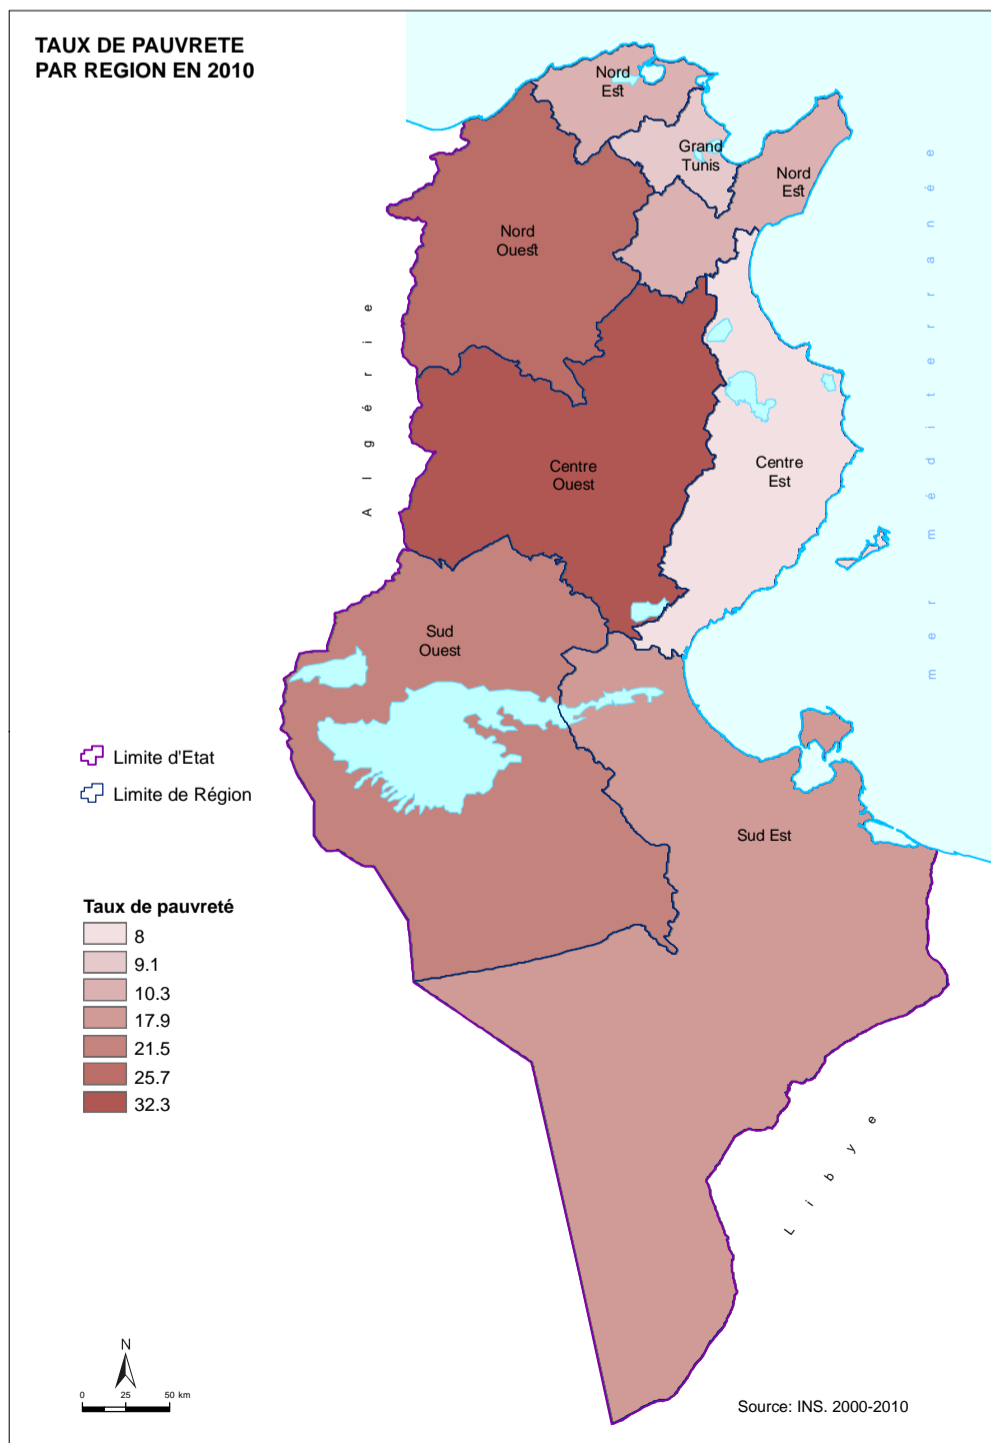 TAUX DE PAUVRETE
PAR REGION EN 2010
Nord
Est
Grand
Tunis
Nord
Est
Nord
Ouest
Algérie
mer méditerranée
Centre
Ouest
Centre
Est
Sud
Ouest
Sud Est
Limite d'Etat
Limite de Région
Taux de pauvreté
8
9.1
10.3
17.9
21.5
25.7
32.3
Libye
N
0 25 50 km
Source: INS. 2000-2010